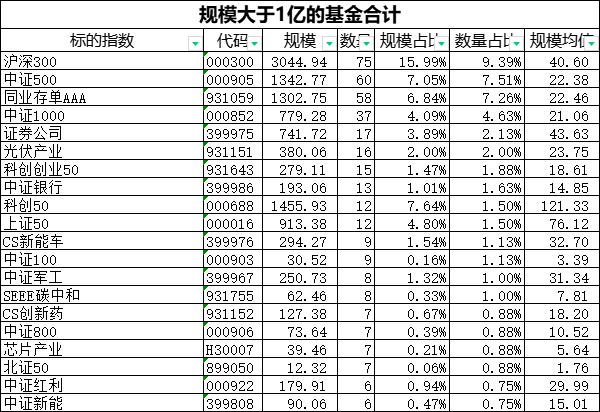 规模大于1亿的基金合计
标的指数 代码 规模 数量 规模占比 数量占比 规模均值
沪深300 000300 3044.94 75 15.99% 9.39% 40.60
中证500 000905 1342.77 60 7.05% 7.51% 22.38
同业存单AAA 931059 1302.75 58 6.84% 7.26% 22.46
中证1000 000852 779.28 37 4.09% 4.63% 21.06
证券公司 399975 741.72 17 3.89% 2.13% 43.63
光伏产业 931151 380.06 16 2.00% 2.00% 23.75
科创创业50 931643 279.11 15 1.47% 1.88% 18.61
中证银行 399986 193.06 13 1.01% 1.63% 14.85
科创50 000688 1455.93 12 7.64% 1.50% 121.33
上证50 000016 913.38 12 4.80% 1.50% 76.12
CS新能车 399976 294.27 9 1.54% 1.13% 32.70
中证100 000903 30.52 9 0.16% 1.13% 3.39
中证军工 399967 250.73 8 1.32% 1.00% 31.34
SEEE碳中和 931755 62.46 8 0.33% 1.00% 7.81
CS创新药 931152 127.38 7 0.67% 0.88% 18.20
中证800 000906 73.64 7 0.39% 0.88% 10.52
芯片产业 H30007 39.46 7 0.21% 0.88% 5.64
北证50 899050 12.32 7 0.06% 0.88% 1.76
中证红利 000922 179.91 6 0.94% 0.75% 29.99
中证新能 399808 90.06 6 0.47% 0.75% 15.01